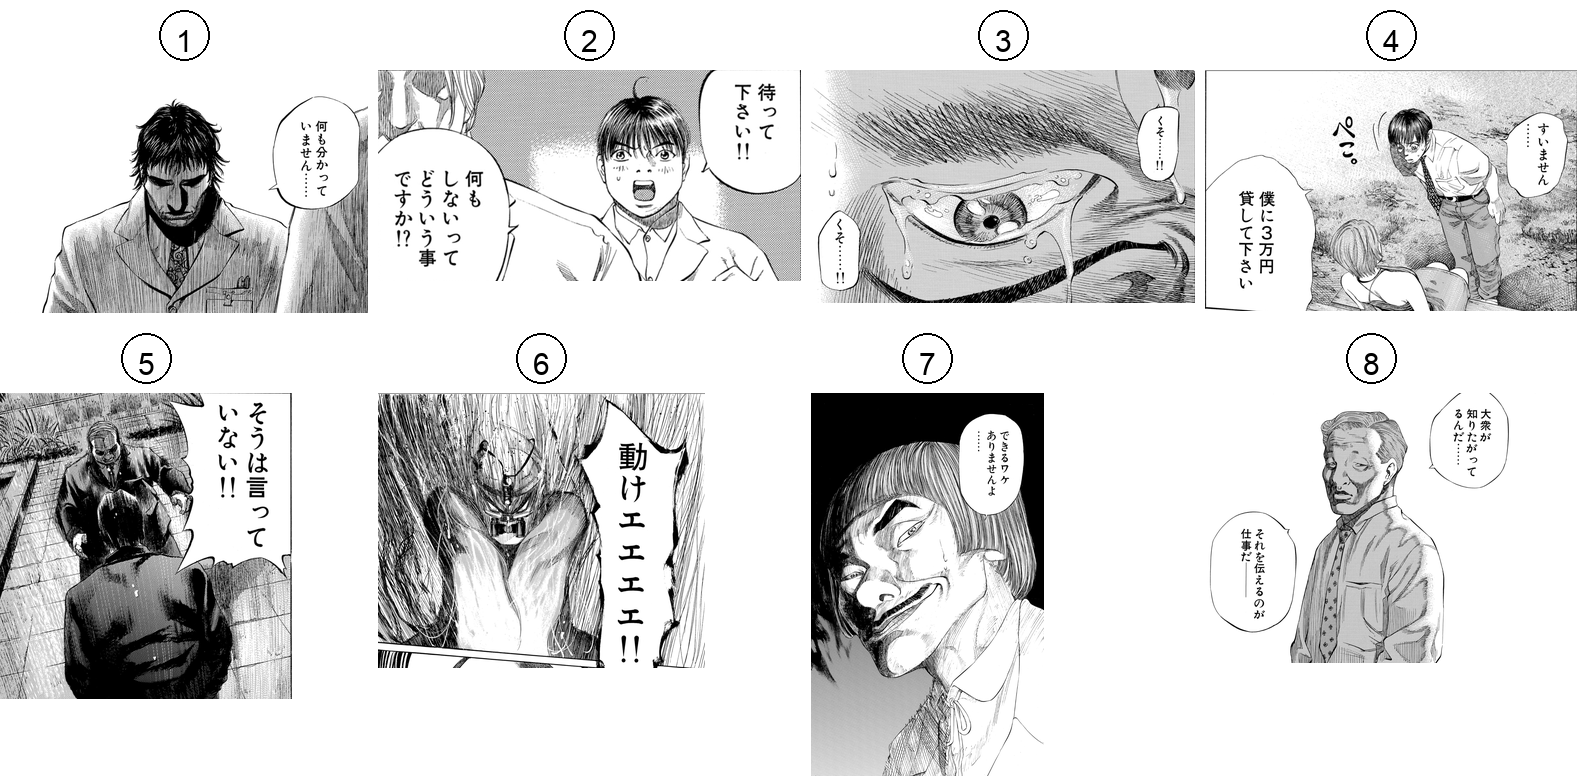 1
何も分かって
いません……
2
待って
下さい!!
何も
しないって
どういう事
ですか!?
3
くそ……!!
くそ……!!
4
すいません
……
ぺこ。
僕に3万円
貸して下さい
5
そうは言って
いない!!
6
動けェェェェ!!
7
できるワケ
ありませんよ
……
8
大衆が
知りたがって
るんだ……
それを伝えるのが
仕事だ──